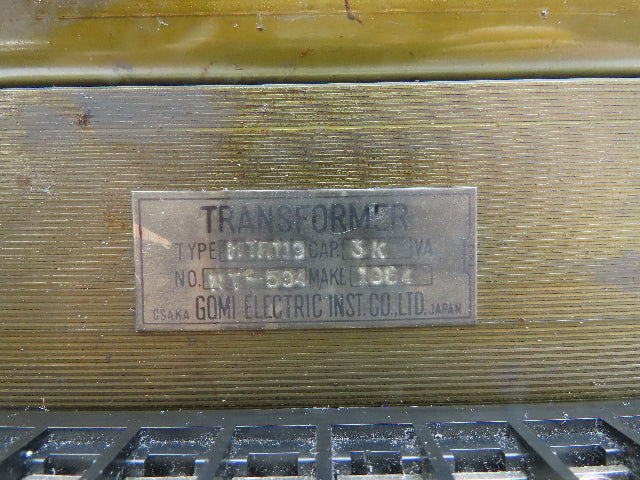 TRANSFORMER
TYPE CAP. 3K VA
NO. MAKE
OSAKA GOMI ELECTRIC INST. CO., LTD. JAPAN